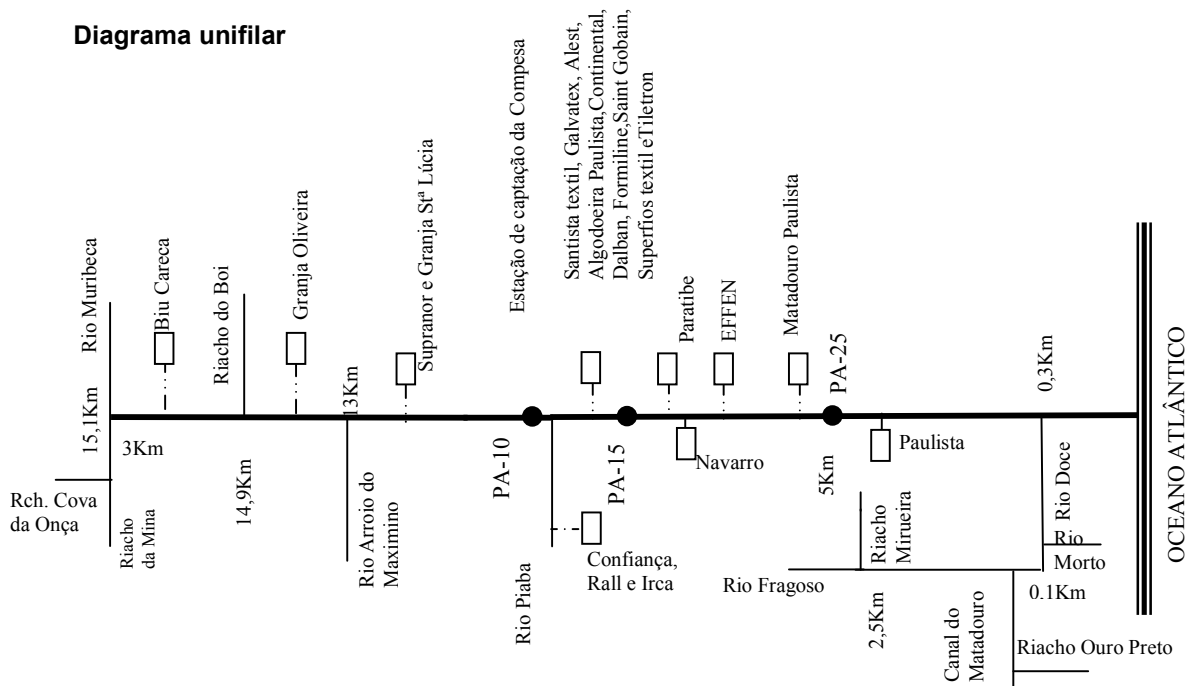 Diagrama unifilar
Rio Muribeca
Biu Careca
Riacho do Boi
Granja Oliveira
Supranor e Granja Stª Lúcia
Estação de captação da Compesa
Santista textil, Galvatex, Alest,
Algodoeira Paulista,Continental,
Dalban, Formiline,Saint Gobain,
Superfios textil eTiletron
Paratibe
EFFEN
Matadouro Paulista
PA-25
0,3Km
OCEANO ATLÂNTICO
15,1Km
3Km
14,9Km
13Km
PA-10
PA-15
Navarro
5Km
Paulista
Rch. Cova
da Onça
Riacho
da Mina
Rio Arroio do
Maximino
Rio Piaba
Confiança,
Rall e Irca
Rio Fragoso
Riacho
Mirueira
2,5Km
Rio Doce
Rio
Morto
0.1Km
Canal do
Matadouro
Riacho Ouro Preto